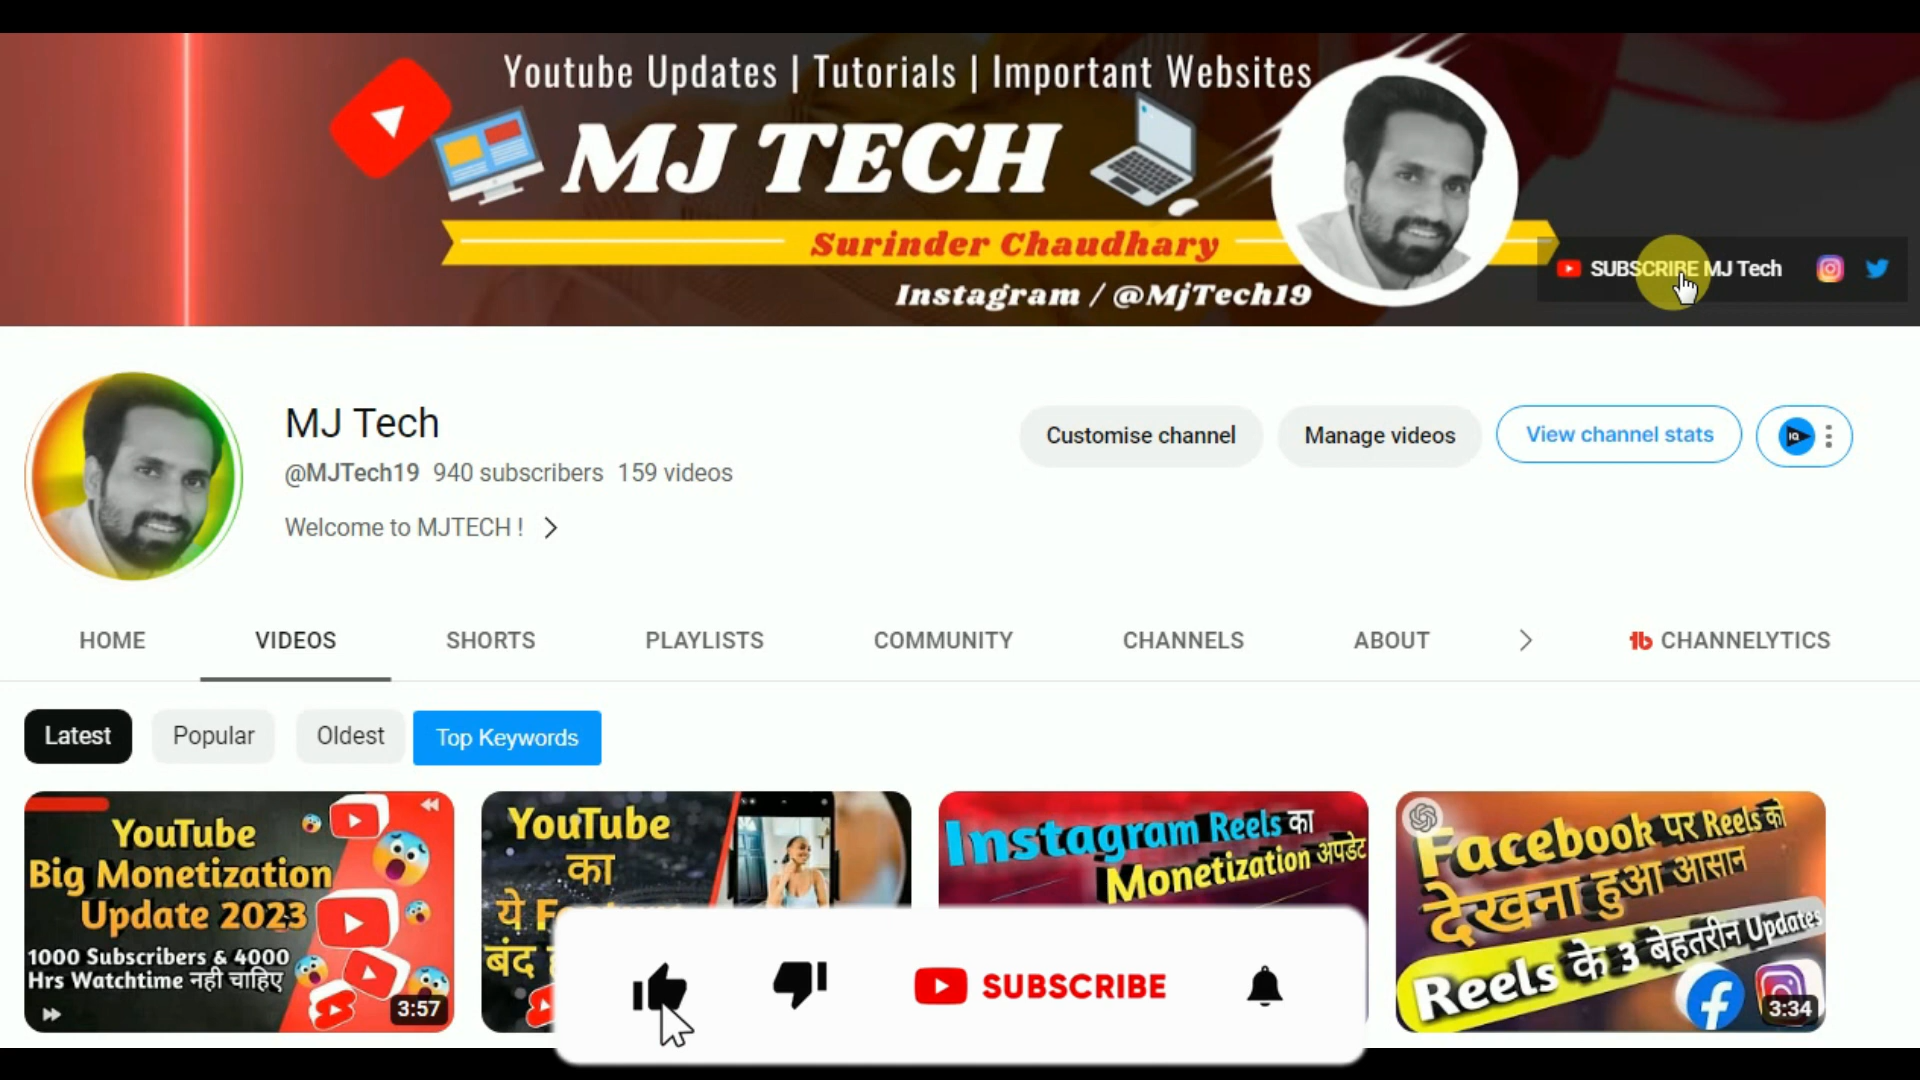 Youtube Updates | Tutorials | Important Websites
MJ TECH
Surinder Chaudhary
Instagram / @MjTech19
SUBSCRIBE MJ Tech
MJ Tech
@MJTech19 940 subscribers 159 videos
Welcome to MJTECH !
Customise channel
Manage videos
View channel stats
IQ
HOME
VIDEOS
SHORTS
PLAYLISTS
COMMUNITY
CHANNELS
ABOUT
CHANNELYTICS
Latest
Popular
Oldest
Top Keywords
YouTube
Big Monetization
Update 2023
1000 Subscribers & 4000
Hrs Watchtime नही चाहिए
3:57
YouTube
का
ये
बंद
Instagram Reels का
Monetization अपडेट
Facebook पर Reels को
देखना हुआ आसान
Reels के 3 बेहतरीन Updates
3:34
SUBSCRIBE